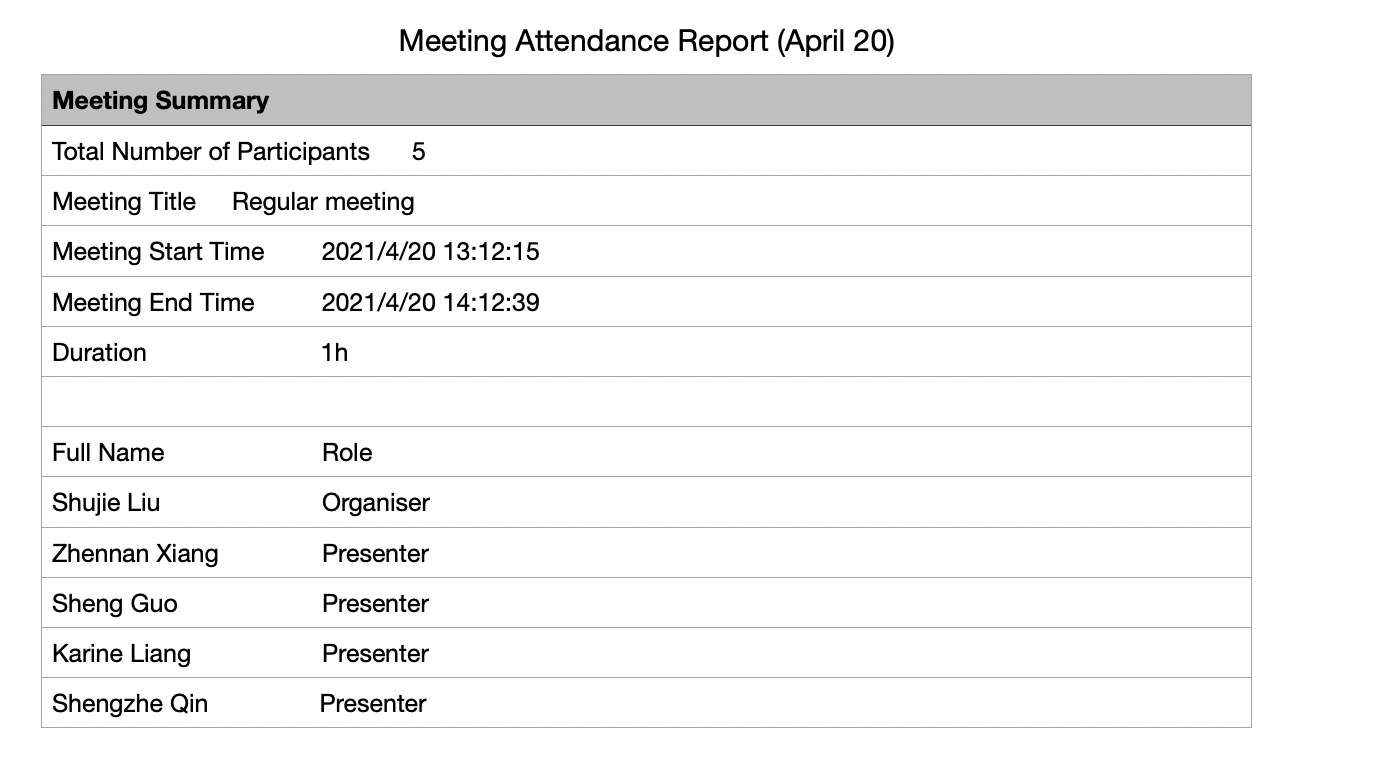 Meeting Attendance Report (April 20)
Meeting Summary
Total Number of Participants 5
Meeting Title Regular meeting
Meeting Start Time 2021/4/20 13:12:15
Meeting End Time 2021/4/20 14:12:39
Duration 1h
Full Name Role
Shujie Liu Organiser
Zhennan Xiang Presenter
Sheng Guo Presenter
Karine Liang Presenter
Shengzhe Qin Presenter